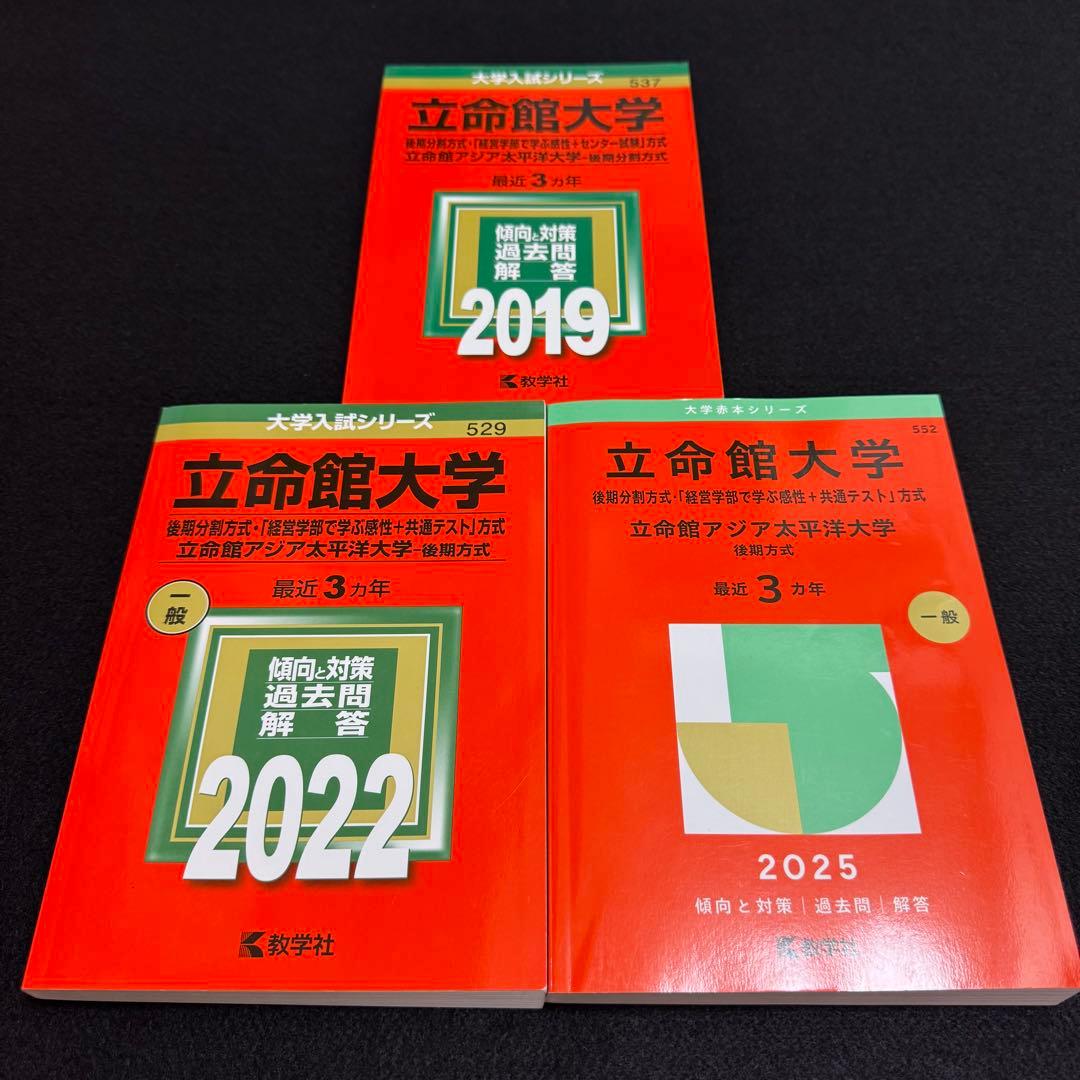 大学入試シリーズ
537
立命館大学
後期分割方式・「経営学部で学ぶ感性+センター試験」方式
立命館アジア太平洋大学-後期分割方式
最近3カ年
傾向と対策
過去問
解答
2019
教学社
大学入試シリーズ
529
立命館大学
後期分割方式・「経営学部で学ぶ感性+共通テスト」方式
立命館アジア太平洋大学-後期方式
最近3カ年
一般
傾向と対策
過去問
解答
2022
教学社
大学赤本シリーズ
552
立命館大学
後期分割方式・「経営学部で学ぶ感性+共通テスト」方式
立命館アジア太平洋大学
後期方式
最近3カ年
一般
2025
傾向と対策|過去問|解答
教学社